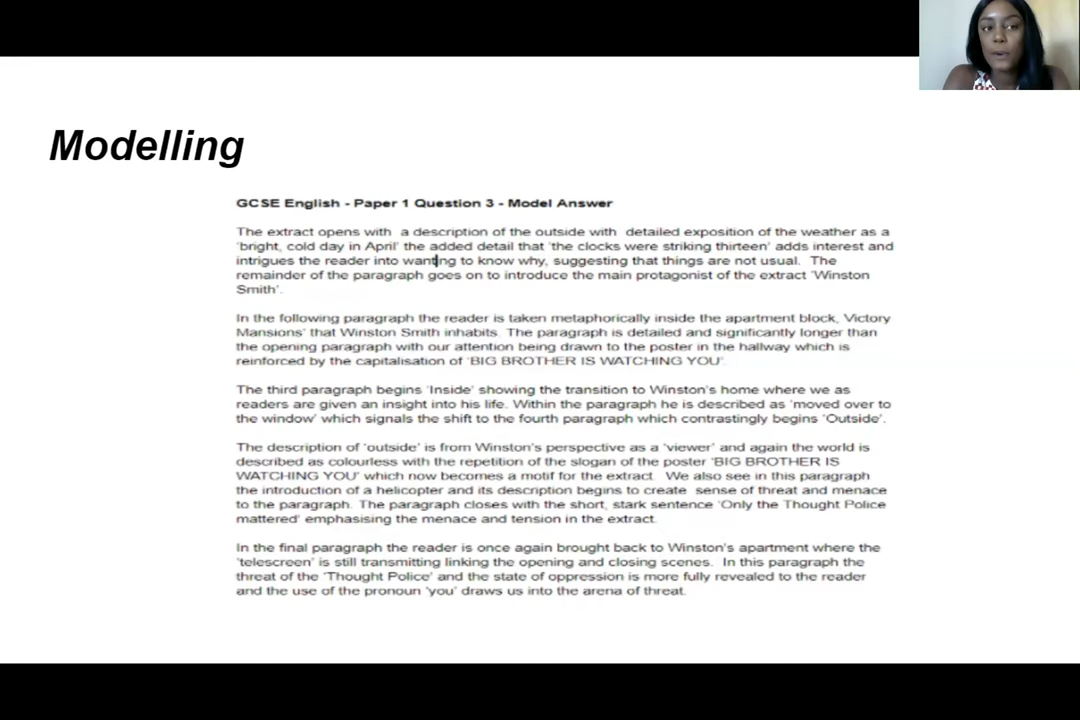 Modelling
GCSE English - Paper 1 Question 3 - Model Answer
The extract opens with a description of the outside with detailed exposition of the weather as a
'bright, cold day in April' the added detail that 'the clocks were striking thirteen' adds interest and
intrigues the reader into wanting to know why, suggesting that things are not usual. The
remainder of the paragraph goes on to introduce the main protagonist of the extract 'Winston
Smith'.
In the following paragraph the reader is taken metaphorically inside the apartment block, Victory
Mansions' that Winston Smith inhabits. The paragraph is detailed and significantly longer than
the opening paragraph with our attention being drawn to the poster in the hallway which is
reinforced by the capitalisation of 'BIG BROTHER IS WATCHING YOU'.
The third paragraph begins 'Inside' showing the transition to Winston's home where we as
readers are given an insight into his life. Within the paragraph he is described as 'moved over to
the window' which signals the shift to the fourth paragraph which contrastingly begins 'Outside'.
The description of 'outside' is from Winston's perspective as a 'viewer' and again the world is
described as colourless with the repetition of the slogan of the poster 'BIG BROTHER IS
WATCHING YOU' which now becomes a motif for the extract. We also see in this paragraph
the introduction of a helicopter and its description begins to create sense of threat and menace
to the paragraph. The paragraph closes with the short, stark sentence 'Only the Thought Police
mattered' emphasising the menace and tension in the extract.
In the final paragraph the reader is once again brought back to Winston's apartment where the
'telescreen' is still transmitting linking the opening and closing scenes. In this paragraph the
threat of the 'Thought Police' and the state of oppression is more fully revealed to the reader
and the use of the pronoun 'you' draws us into the arena of threat.